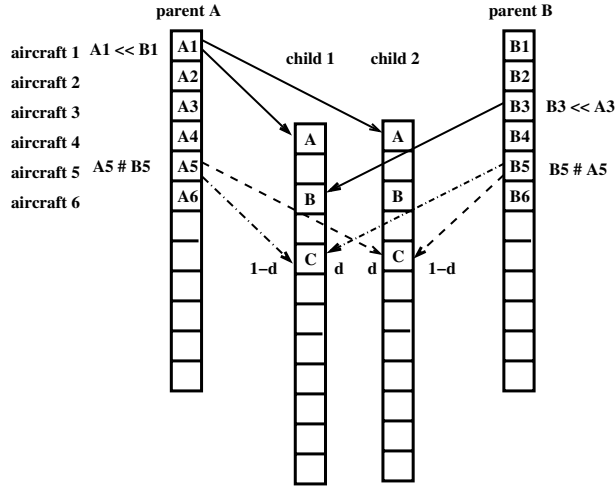 parent A parent B
aircraft 1 A1 << B1 A1 child 1 child 2 B1
aircraft 2 A2 B2
aircraft 3 A3 B3 B3 << A3
aircraft 4 A4 A A B4
aircraft 5 A5 # B5 A5 B5 B5 # A5
aircraft 6 A6 B B B6
C C
1−d d d 1−d